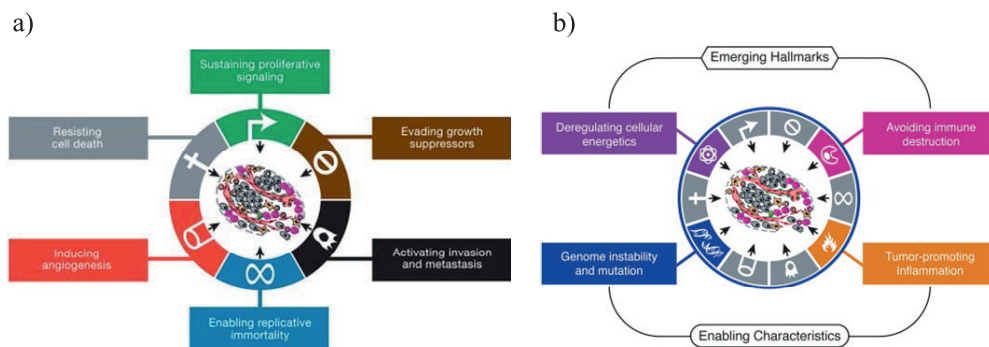 a)
Sustaining proliferative
signaling
Resisting
cell death
Evading growth
suppressors
Inducing
angiogenesis
Activating invasion
and metastasis
Enabling replicative
immortality
b)
Emerging Hallmarks
Deregulating cellular
energetics
Avoiding immune
destruction
Genome instability
and mutation
Tumor-promoting
Inflammation
Enabling Characteristics